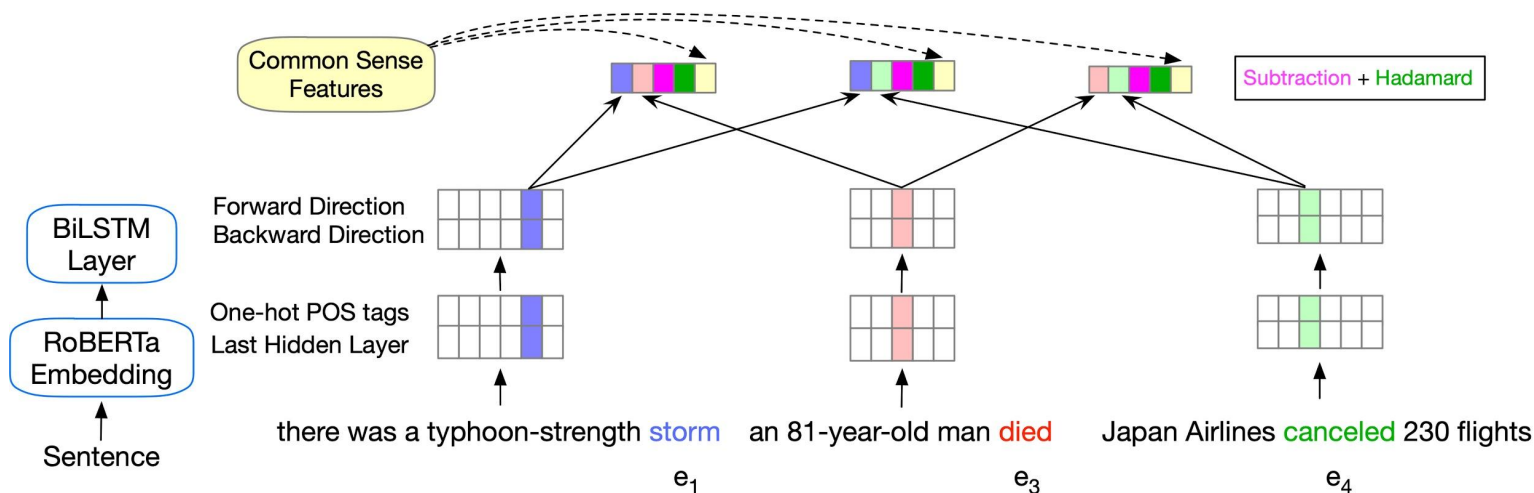 Common Sense
Features
Subtraction + Hadamard
BiLSTM
Layer
Forward Direction
Backward Direction
RoBERTa
Embedding
One-hot POS tags
Last Hidden Layer
Sentence
there was a typhoon-strength storm
an 81-year-old man died
Japan Airlines canceled 230 flights
e₁
e₃
e₄